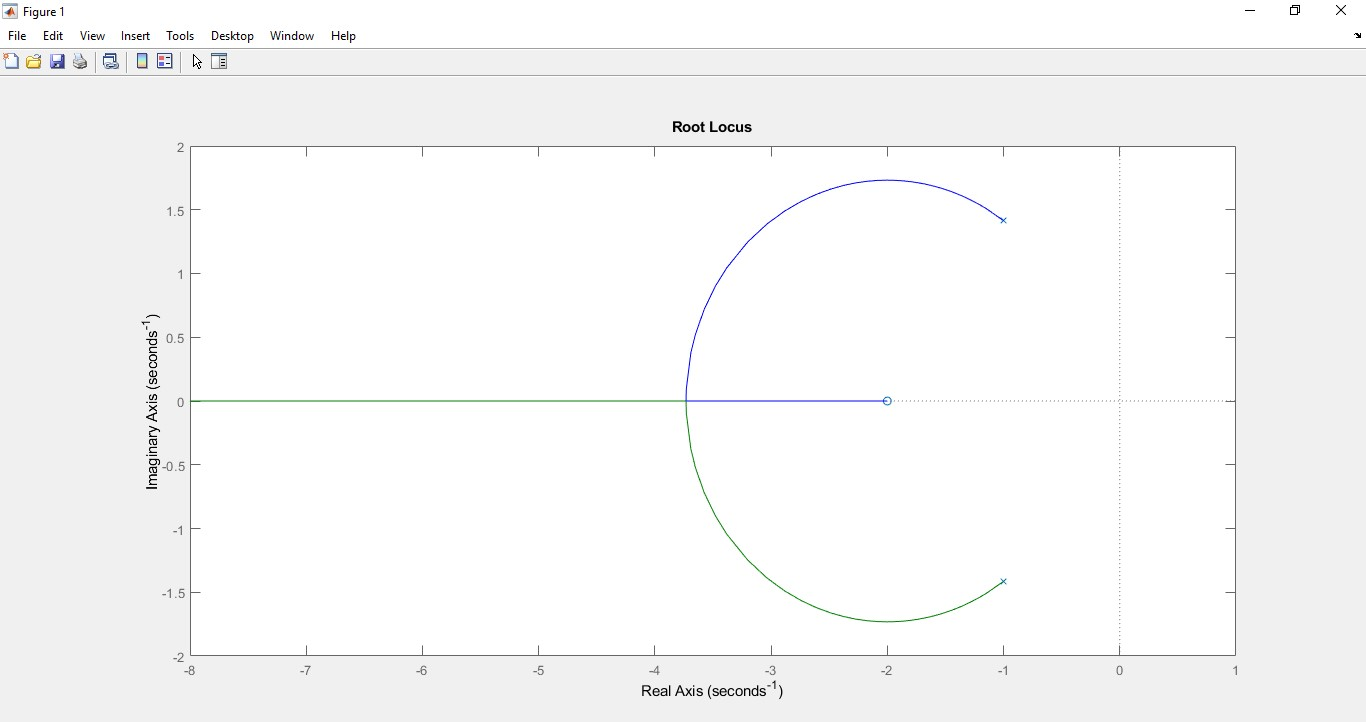 Figure 1
File Edit View Insert Tools Desktop Window Help
Root Locus
2
1.5
1
0.5
0
-0.5
-1
-1.5
-2
Imaginary Axis (seconds⁻¹)
-8 -7 -6 -5 -4 -3 -2 -1 0 1
Real Axis (seconds⁻¹)